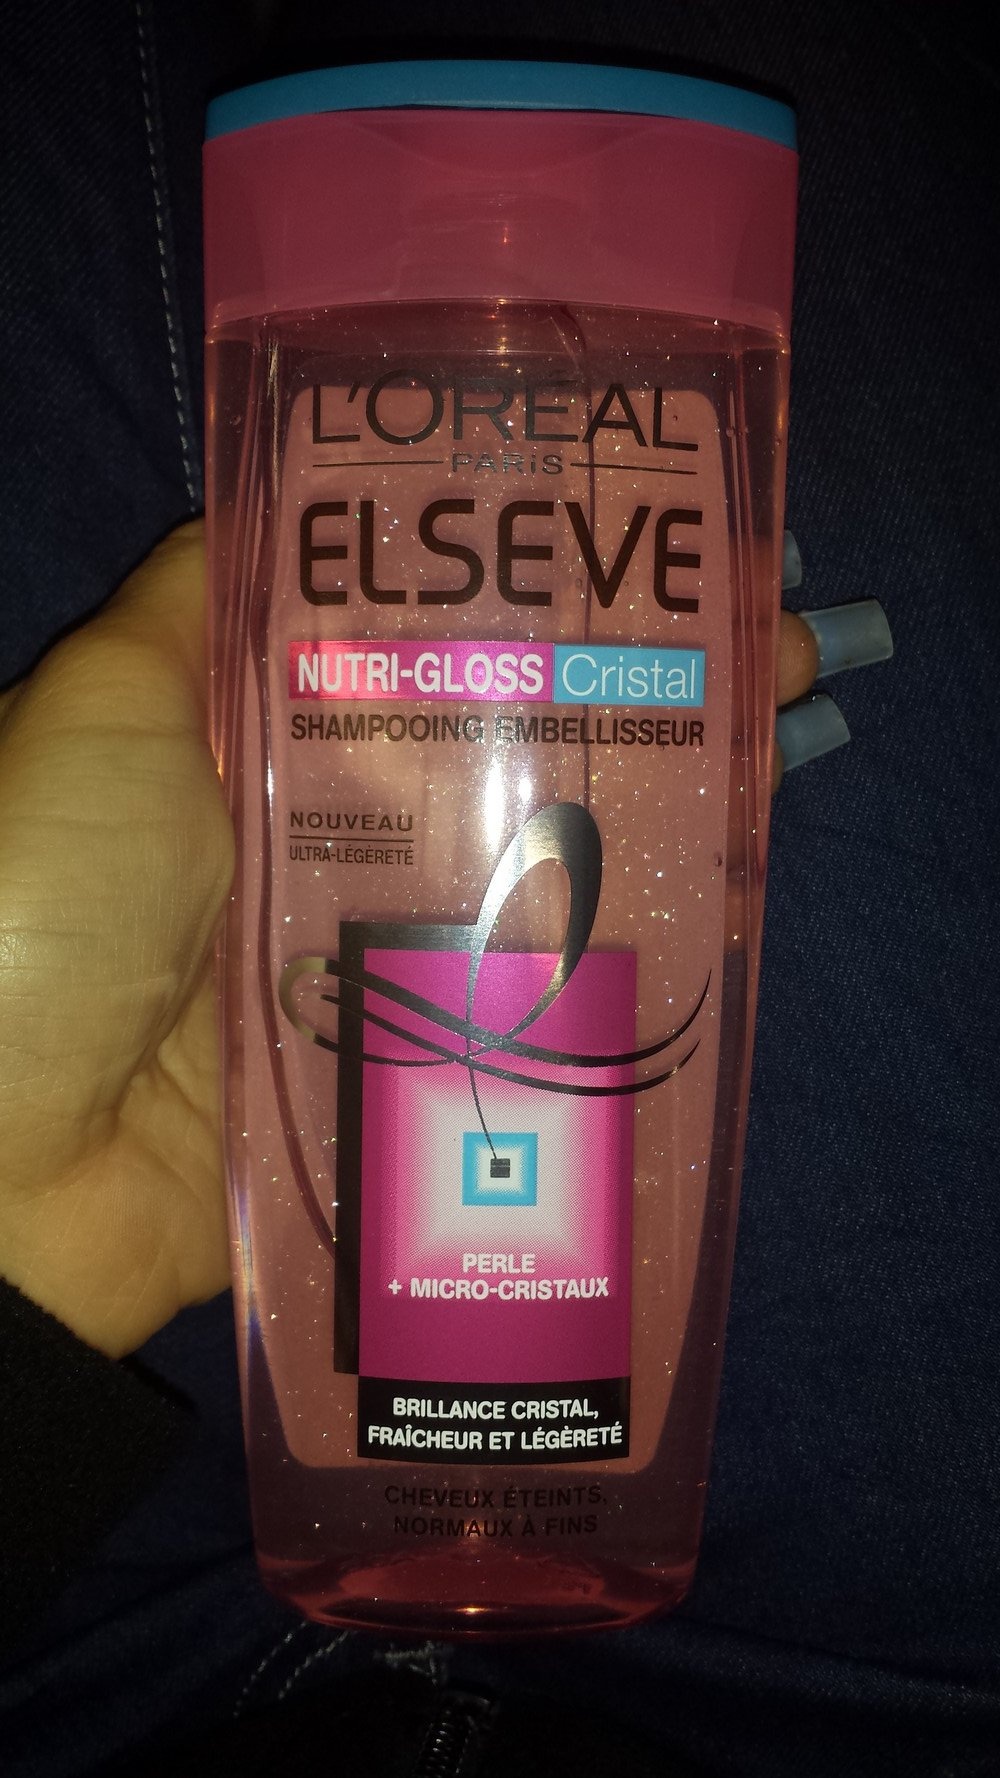 L'ORÉAL
PARIS
ELSEVE
NUTRI-GLOSS Cristal
SHAMPOOING EMBELLISSEUR
NOUVEAU
ULTRA-LÉGÈRETÉ
PERLE
+ MICRO-CRISTAUX
BRILLANCE CRISTAL,
FRAÎCHEUR ET LÉGÈRETÉ
CHEVEUX ÉTEINTS,
NORMAUX À FINS